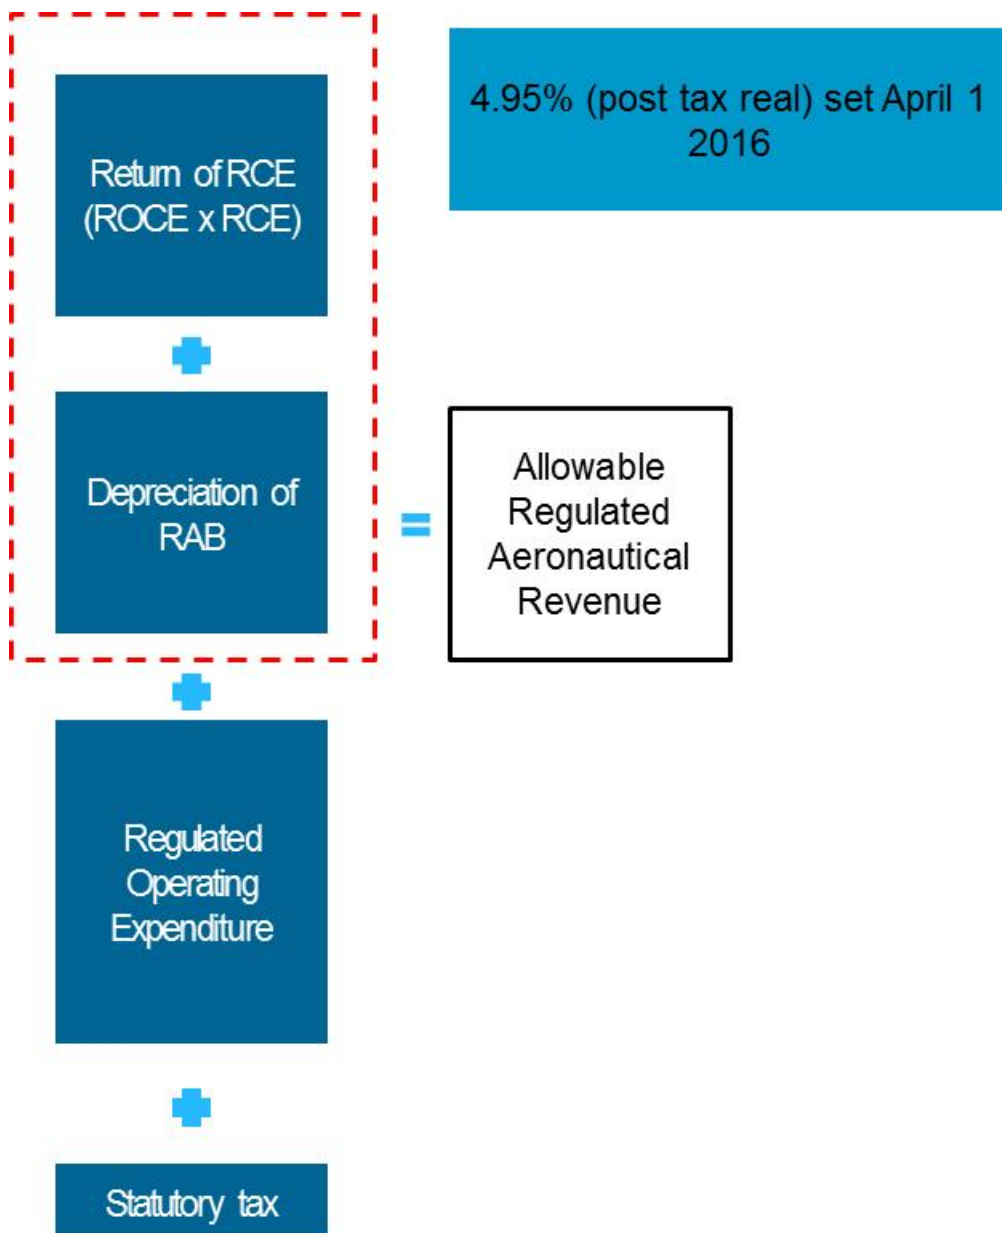 4.95% (post tax real) set April 1
2016
Return of RCE
(ROCE x RCE)
+
Depreciation of
RAB
=
Allowable
Regulated
Aeronautical
Revenue
+
Regulated
Operating
Expenditure
+
Statutory tax